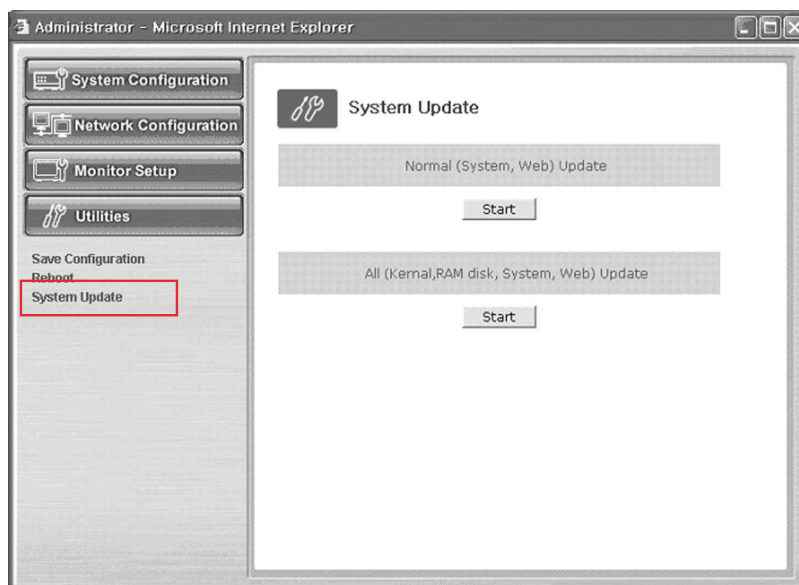 Administrator - Microsoft Internet Explorer
System Configuration
Network Configuration
Monitor Setup
Utilities
Save Configuration
Reboot
System Update
System Update
Normal (System, Web) Update
Start
All (Kernal,RAM disk, System, Web) Update
Start